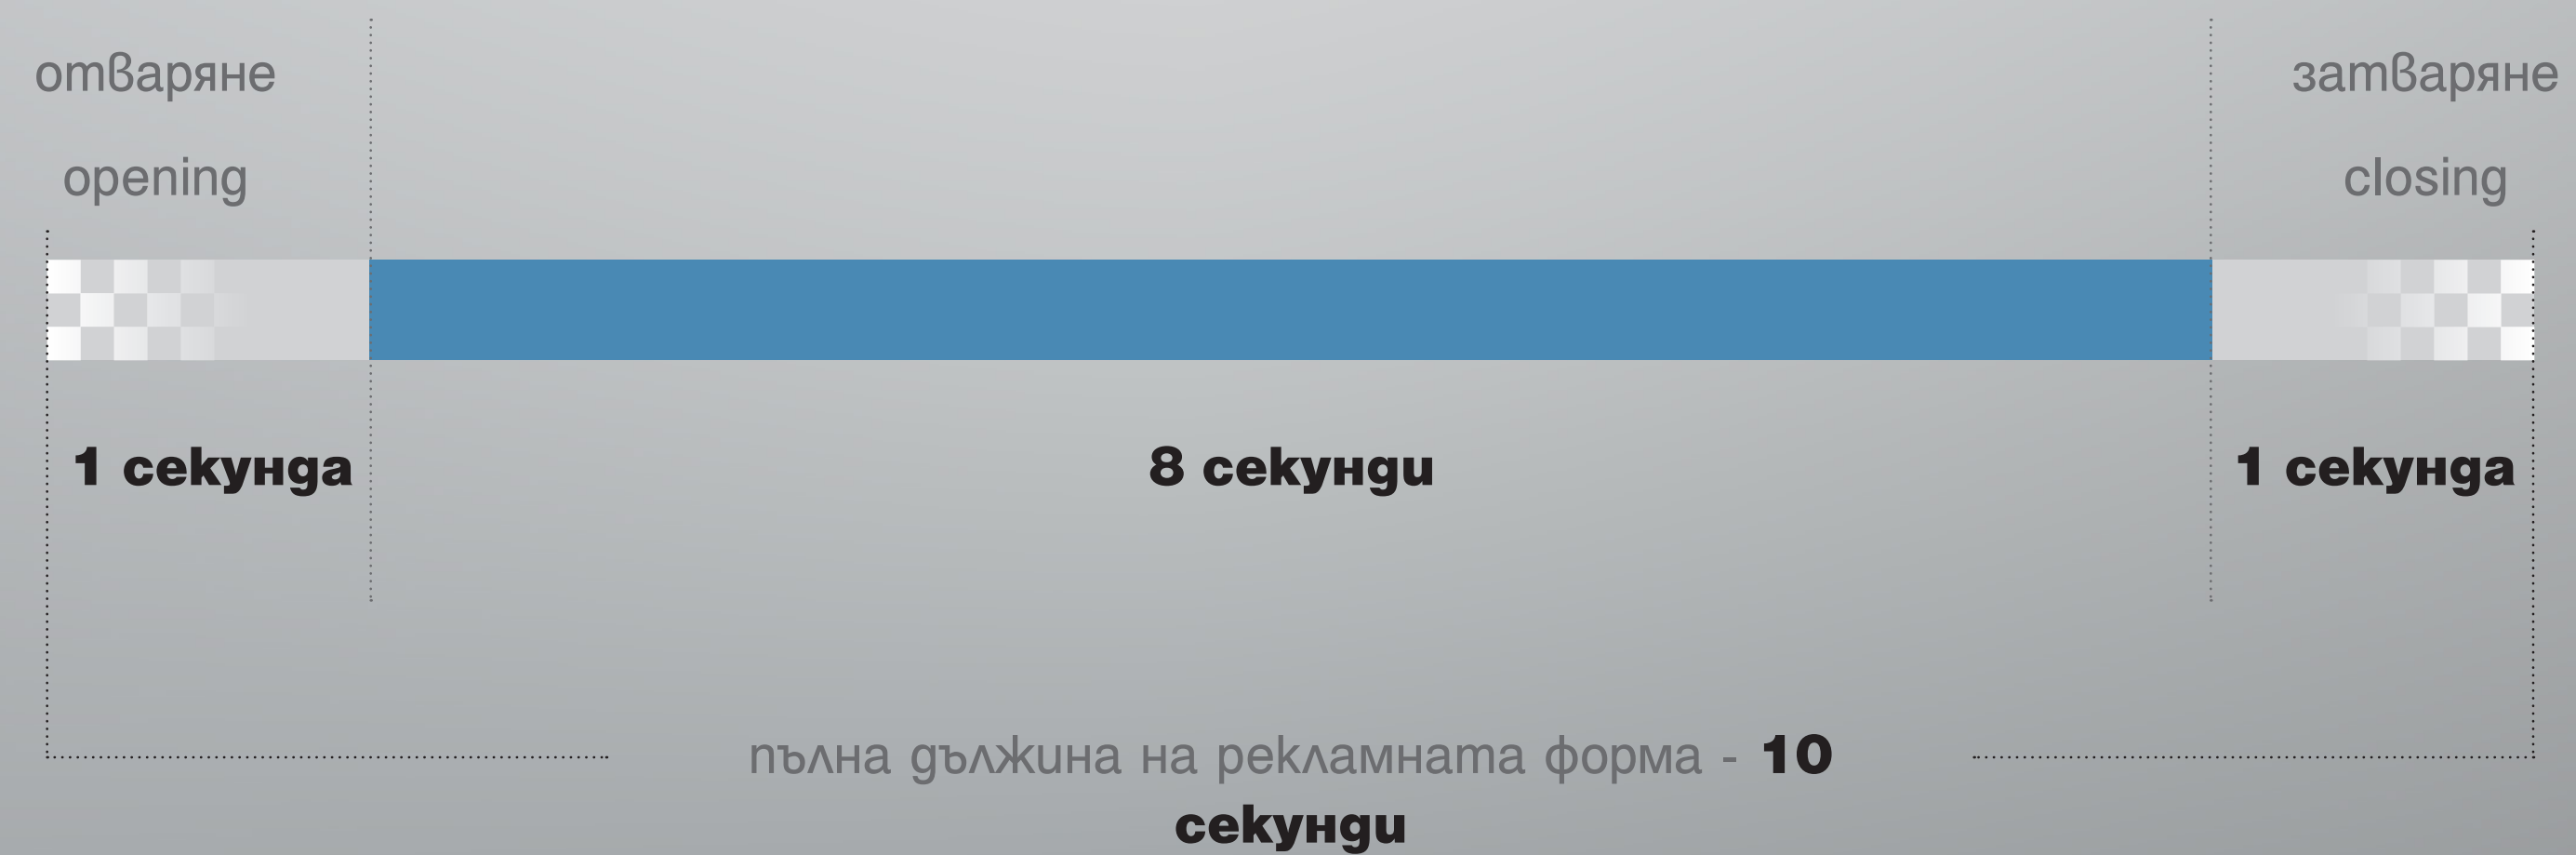 отваряне
затваряне
opening
closing
1 секунда
8 секунди
1 секунда
пълна дължина на рекламната форма - 10
секунди